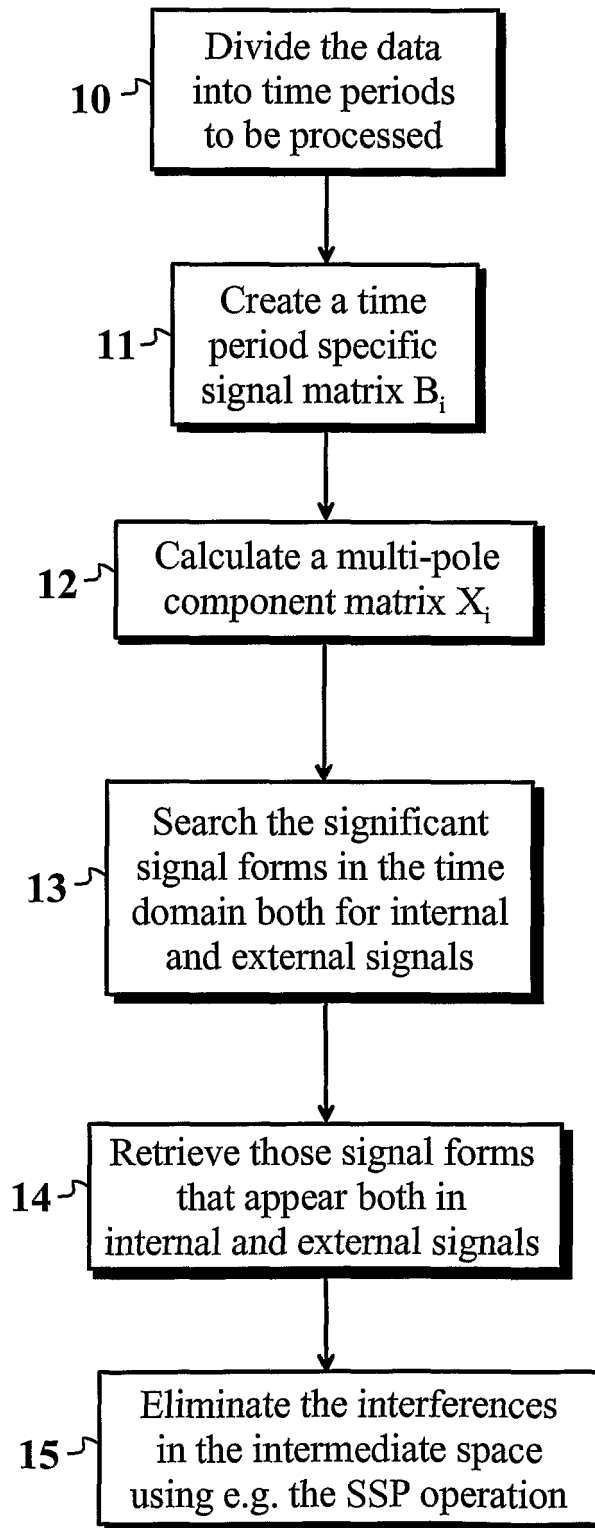 Divide the data
10 into time periods
to be processed
Create a time
11 period specific
signal matrix Bi
Calculate a multi-pole
12 component matrix Xi
Search the significant
signal forms in the time
13 domain both for internal
and external signals
Retrieve those signal forms
14 that appear both in
internal and external signals
Eliminate the interferences
15 in the intermediate space
using e.g. the SSP operation